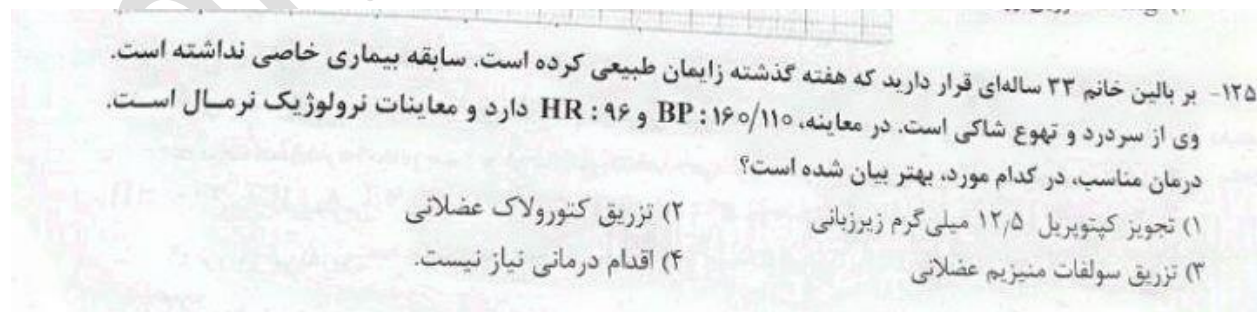 ۱۲۵- بر بالین خانم ۳۳ ساله‌ای قرار دارید که هفته گذشته زایمان طبیعی کرده است. سابقه بیماری خاصی نداشته است.
وی از سردرد و تهوع شاکی است. در معاینه، BP : ۱۶۰/۱۱۰ و HR : ۹۶ دارد و معاینات نرولوژیک نرمال است.
درمان مناسب، در کدام مورد، بهتر بیان شده است؟
۱) تجویز کپتوپریل ۱۲٫۵ میلی‌گرم زیرزبانی ۲) تزریق کتورولاک عضلانی
۳) تزریق سولفات منیزیم عضلانی ۴) اقدام درمانی نیاز نیست.